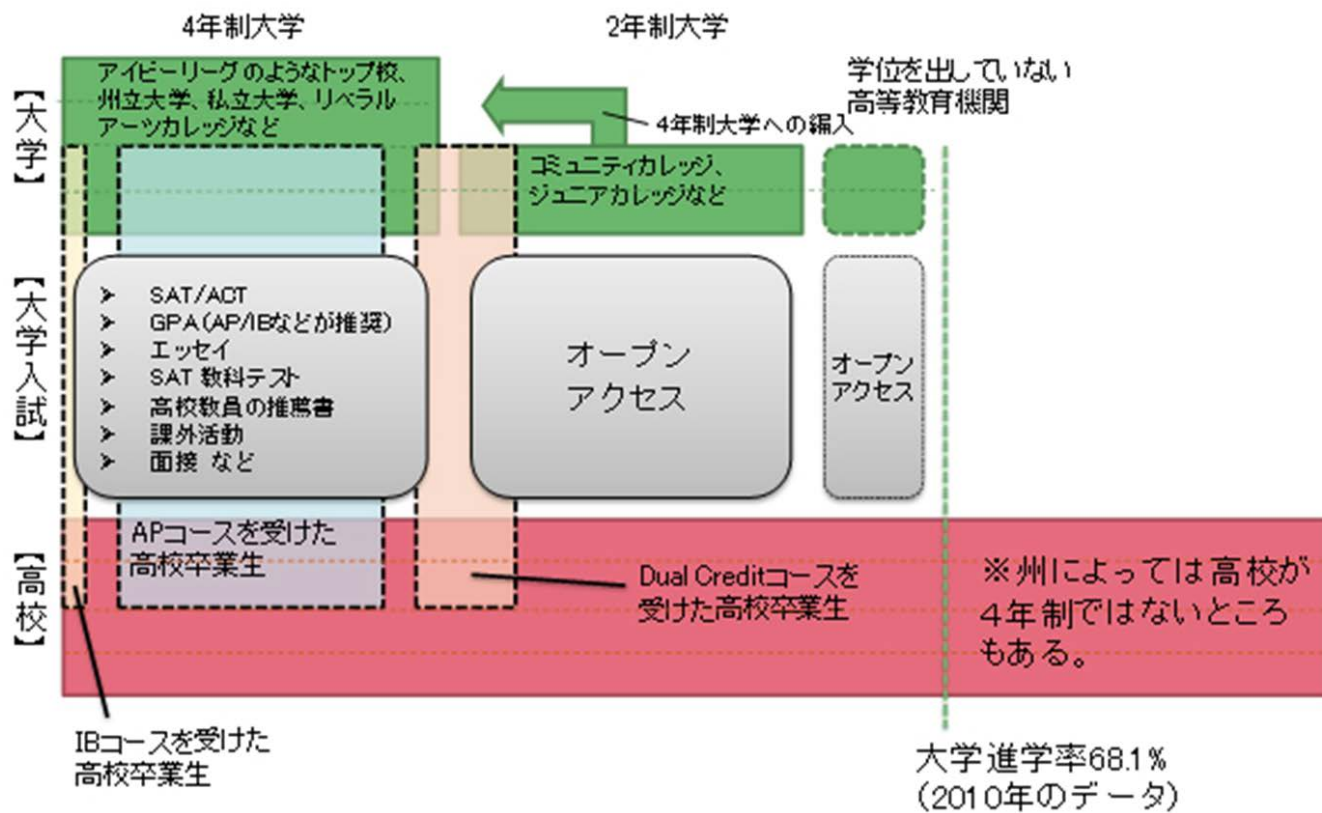 4年制大学
2年制大学
学位を出していない
高等教育機関
【大学】
アイビーリーグのようなトップ校、
州立大学、私立大学、リベラル
アーツカレッジなど
4年制大学への編入
コミュニティカレッジ、
ジュニアカレッジなど
【大学入試】
➤ SAT/ACT
➤ GPA(AP/IBなどが推奨)
➤ エッセイ
➤ SAT 教科テスト
➤ 高校教員の推薦書
➤ 課外活動
➤ 面接 など
オープン
アクセス
オープン
アクセス
【高校】
APコースを受けた
高校卒業生
Dual Creditコースを
受けた高校卒業生
※州によっては高校が
4年制ではないところ
もある。
IBコースを受けた
高校卒業生
大学進学率68.1%
(2010年のデータ)